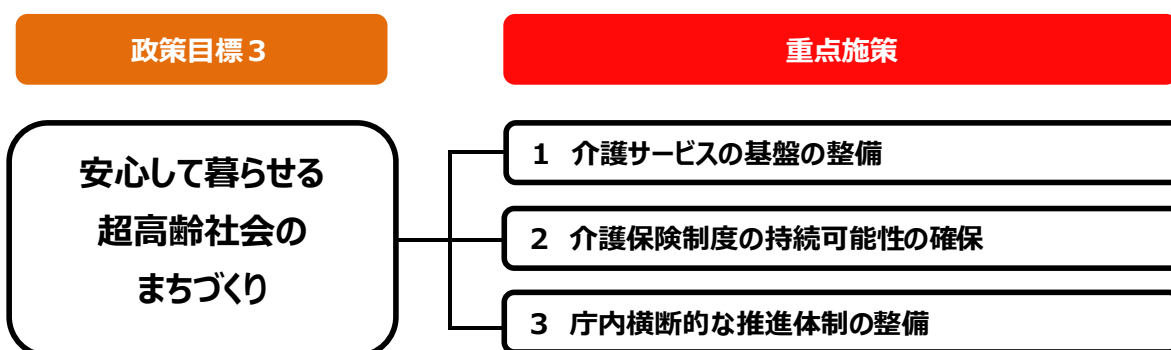 政策目標３
重点施策
安心して暮らせる
超高齢社会の
まちづくり
１ 介護サービスの基盤の整備
２ 介護保険制度の持続可能性の確保
３ 庁内横断的な推進体制の整備